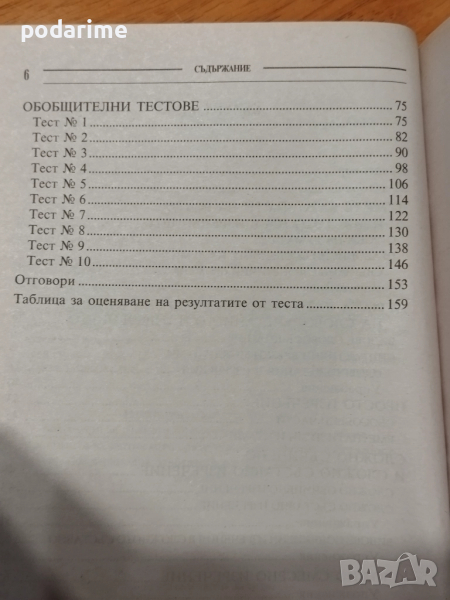 podarime
6 СЪДЪРЖАНИЕ
ОБОБЩИТЕЛНИ ТЕСТОВЕ ........ 75
Тест № 1 ........ 75
Тест № 2 ........ 82
Тест № 3 ........ 90
Тест № 4 ........ 98
Тест № 5 ........ 106
Тест № 6 ........ 114
Тест № 7 ........ 122
Тест № 8 ........ 130
Тест № 9 ........ 138
Тест № 10 ........ 146
Отговори ........ 153
Таблица за оценяване на резултатите от теста ........ 159
BAZAR.BG